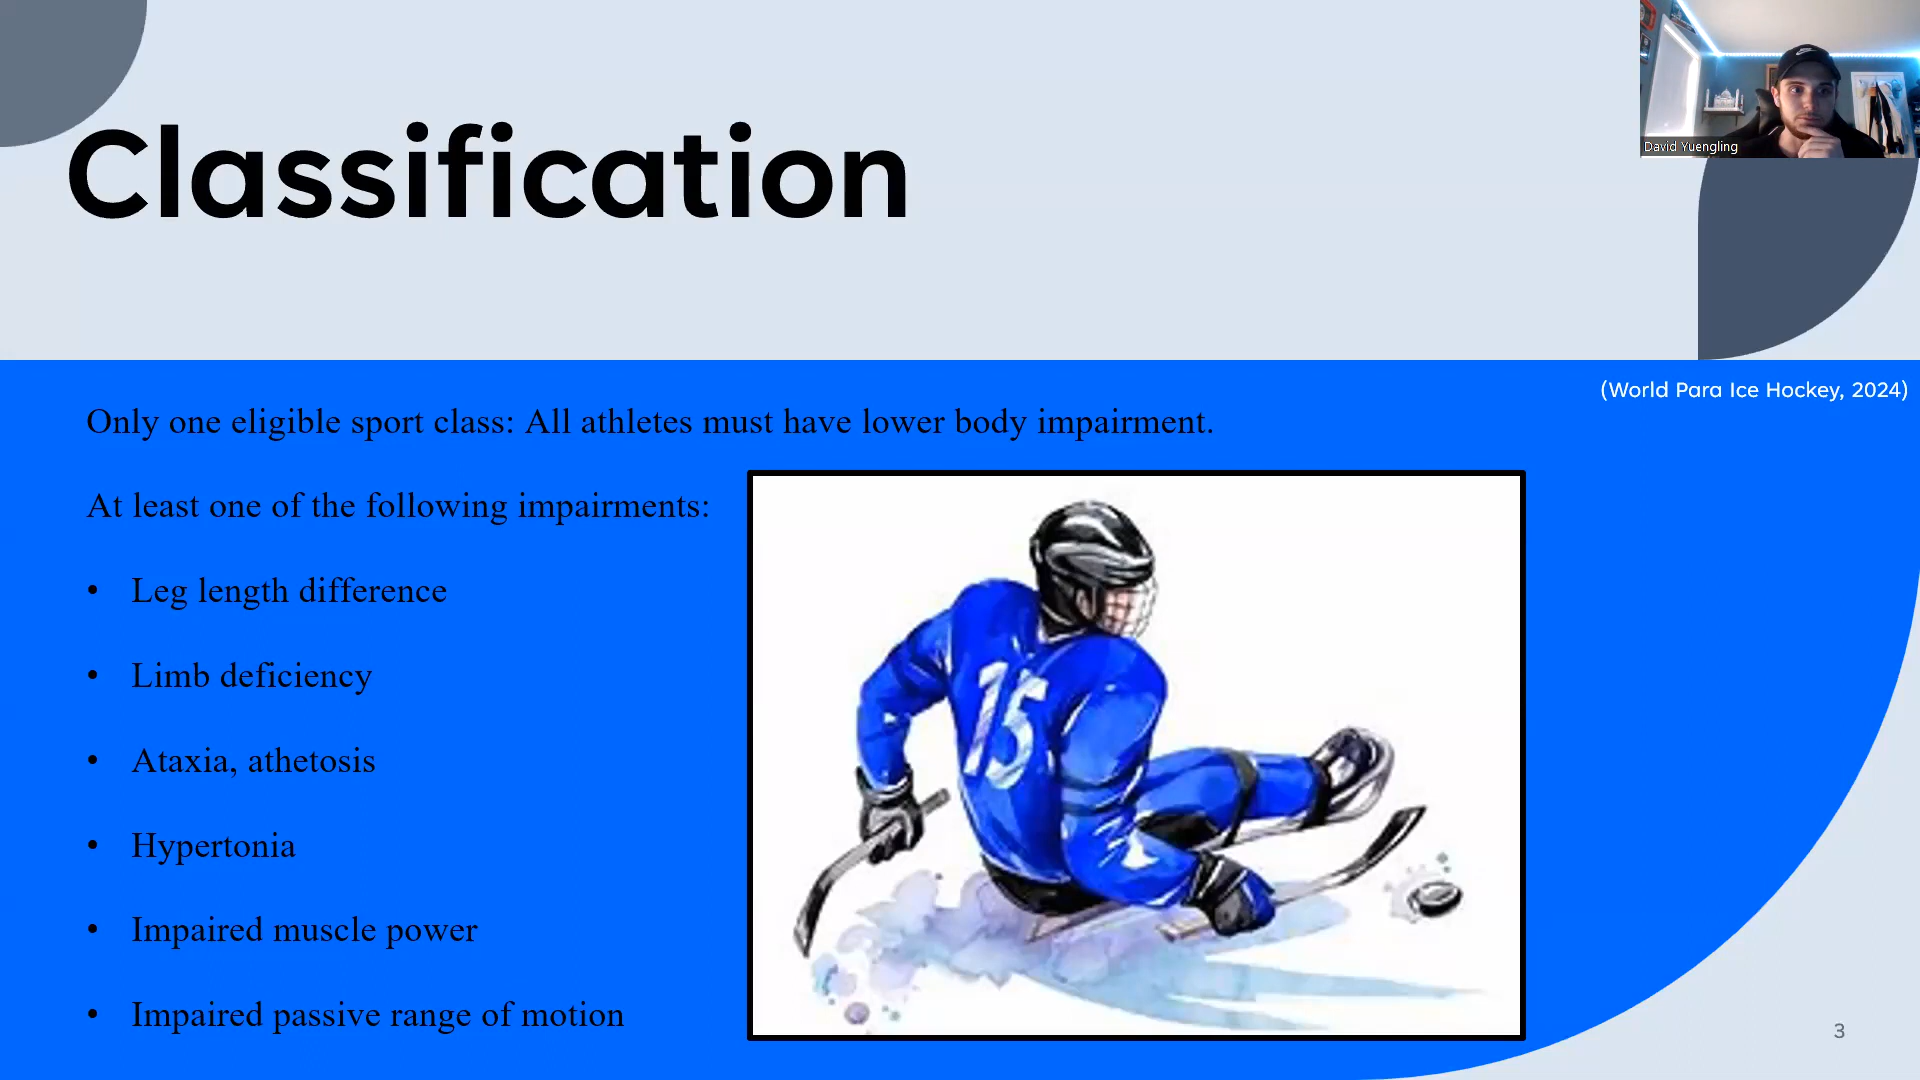 Classification
David Yuengling
(World Para Ice Hockey, 2024)
Only one eligible sport class: All athletes must have lower body impairment.
At least one of the following impairments:
• Leg length difference
• Limb deficiency
• Ataxia, athetosis
• Hypertonia
• Impaired muscle power
• Impaired passive range of motion
15
3